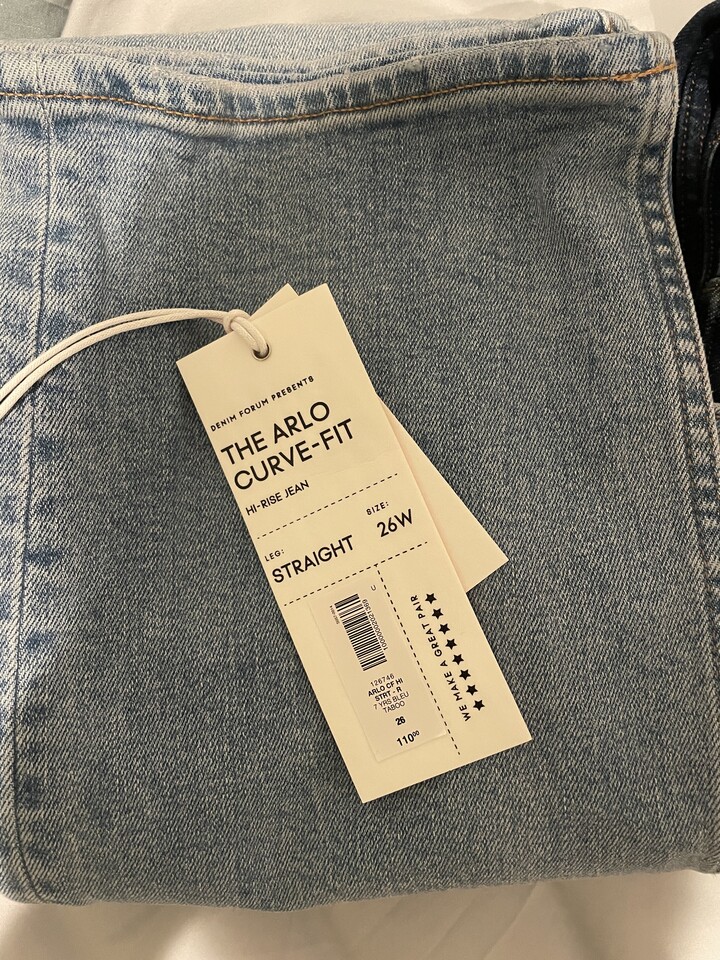 DENIM FORUM PRESENTS
THE ARLO
CURVE-FIT
HI-RISE JEAN
LEG:
STRAIGHT
SIZE:
26W
U
126746
ARLO CF HI
STRT - R
7 YRS BLEU
TABOO
26
110⁰⁰
WE MAKE A GREAT PAIR